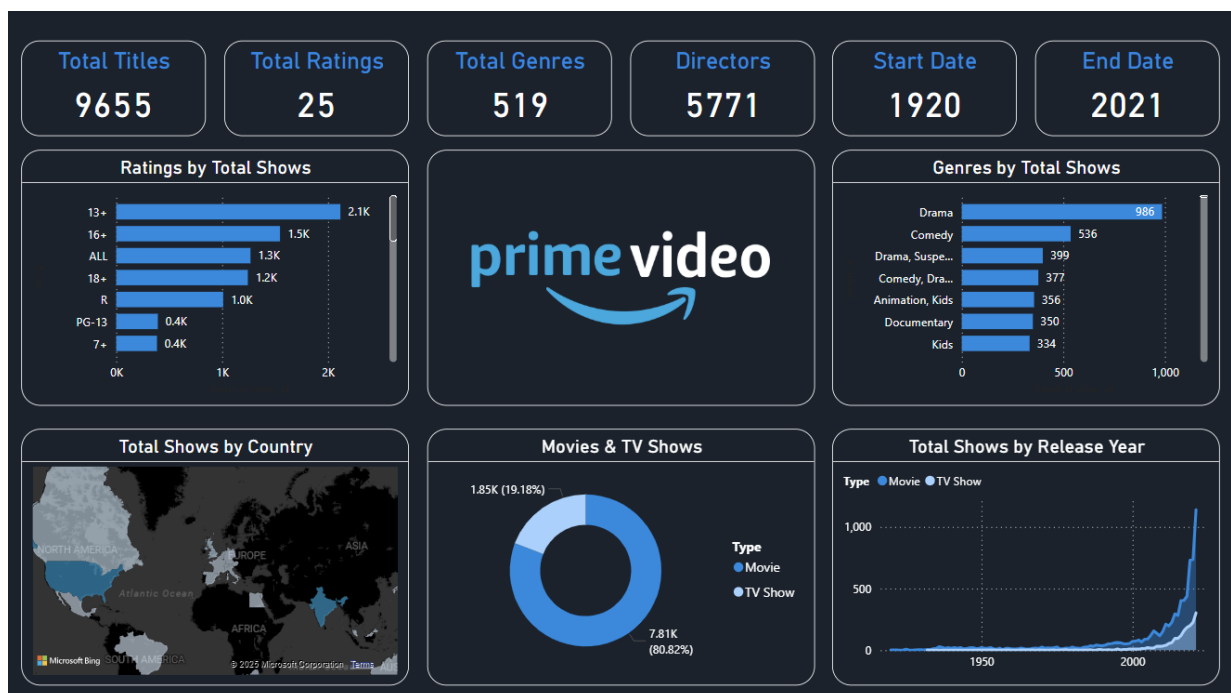 Total Titles
9655
Total Ratings
25
Total Genres
519
Directors
5771
Start Date
1920
End Date
2021
Ratings by Total Shows
13+ 2.1K
16+ 1.5K
ALL 1.3K
18+ 1.2K
R 1.0K
PG-13 0.4K
7+ 0.4K
0K 1K 2K
prime video
Genres by Total Shows
Drama 986
Comedy 536
Drama, Suspe... 399
Comedy, Dra... 377
Animation, Kids 356
Documentary 350
Kids 334
0 500 1,000
Total Shows by Country
NORTH AMERICA
EUROPE
ASIA
Atlantic Ocean
AFRICA
SOUTH AMERICA
Microsoft Bing
© 2025 Microsoft Corporation Terms
Movies & TV Shows
1.85K (19.18%)
7.81K
(80.82%)
Type
Movie
TV Show
Total Shows by Release Year
Type Movie TV Show
1,000
500
0
1950 2000